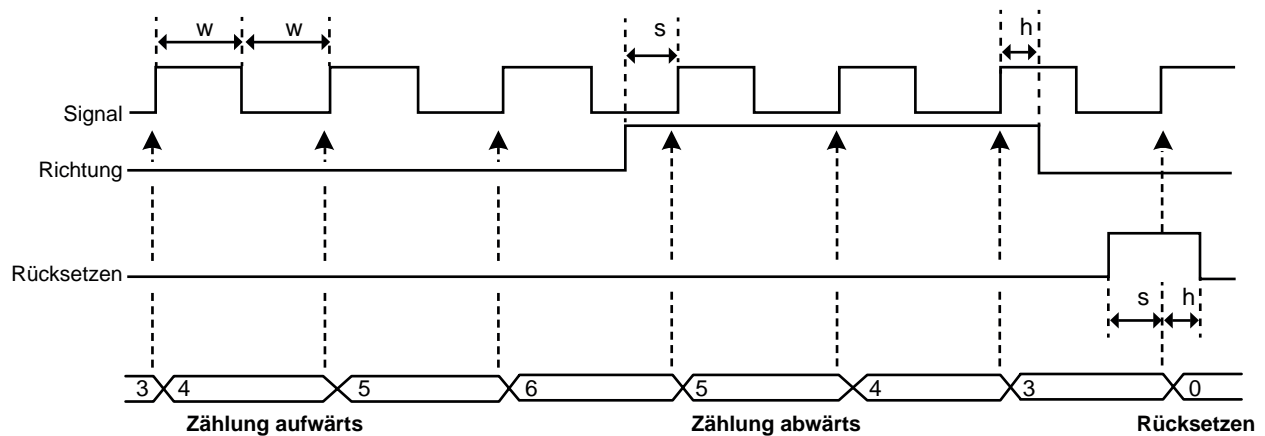 w w s h
Signal
Richtung
Rücksetzen
s h
3 4 5 6 5 4 3 0
Zählung aufwärts Zählung abwärts Rücksetzen